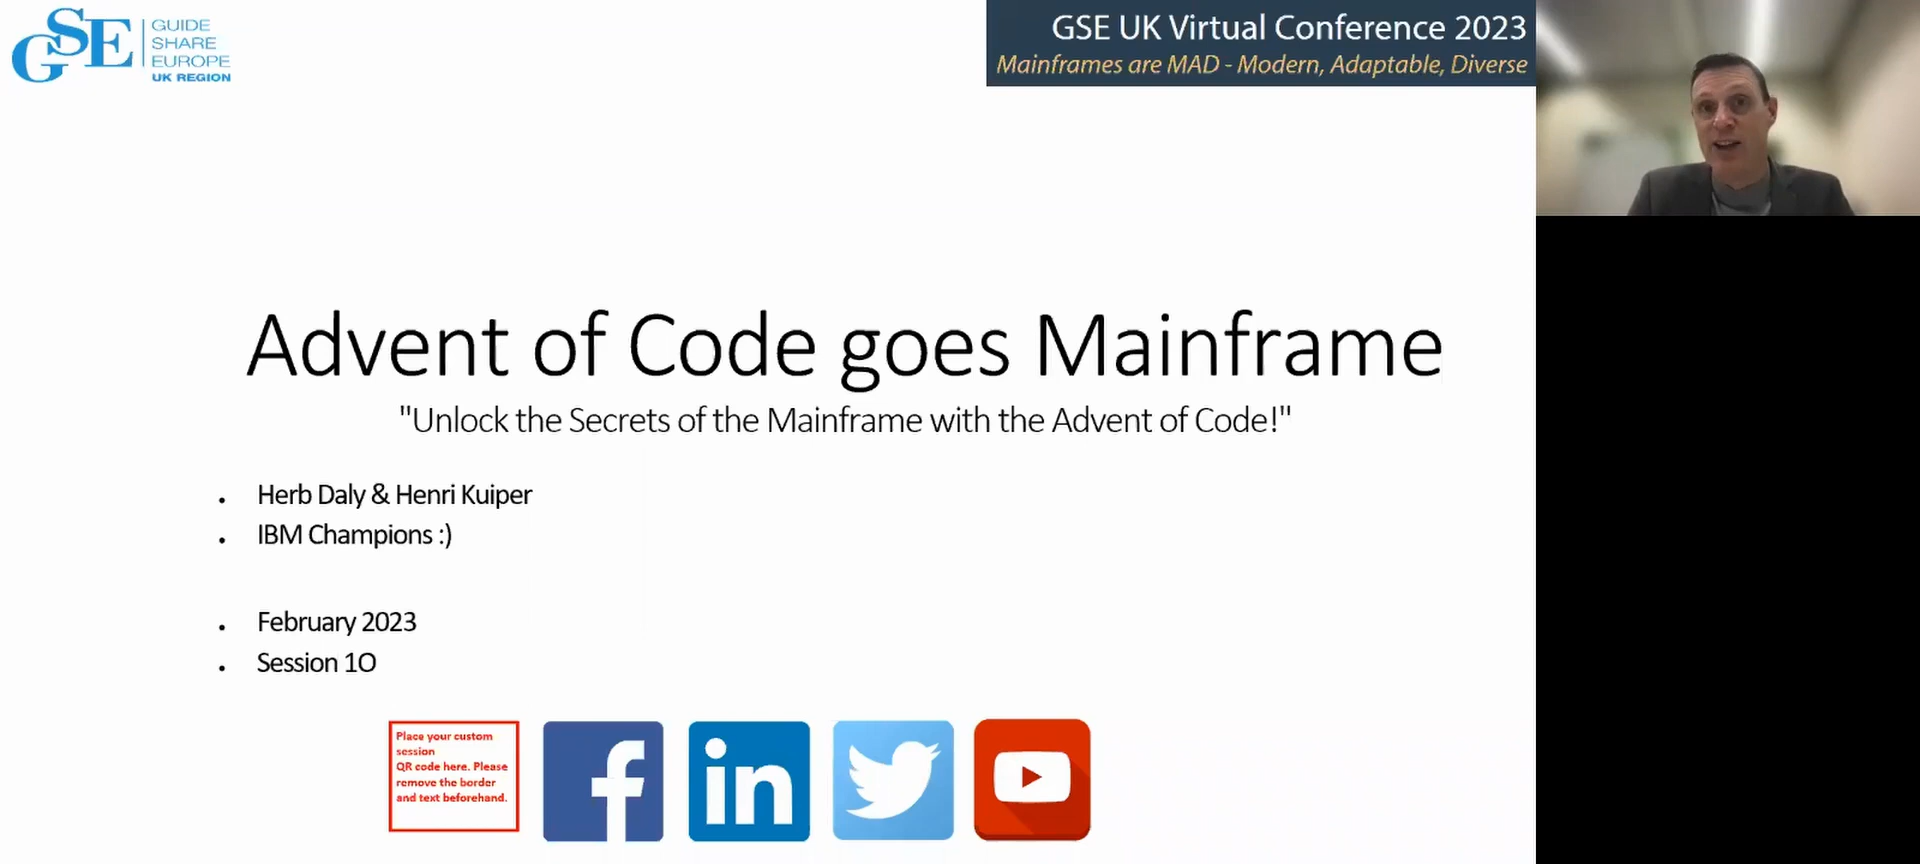 GSE
GUIDE
SHARE
EUROPE
UK REGION
GSE UK Virtual Conference 2023
Mainframes are MAD - Modern, Adaptable, Diverse
Advent of Code goes Mainframe
"Unlock the Secrets of the Mainframe with the Advent of Code!"
• Herb Daly & Henri Kuiper
• IBM Champions :)
• February 2023
• Session 1O
Place your custom
session
QR code here. Please
remove the border
and text beforehand.
f
in